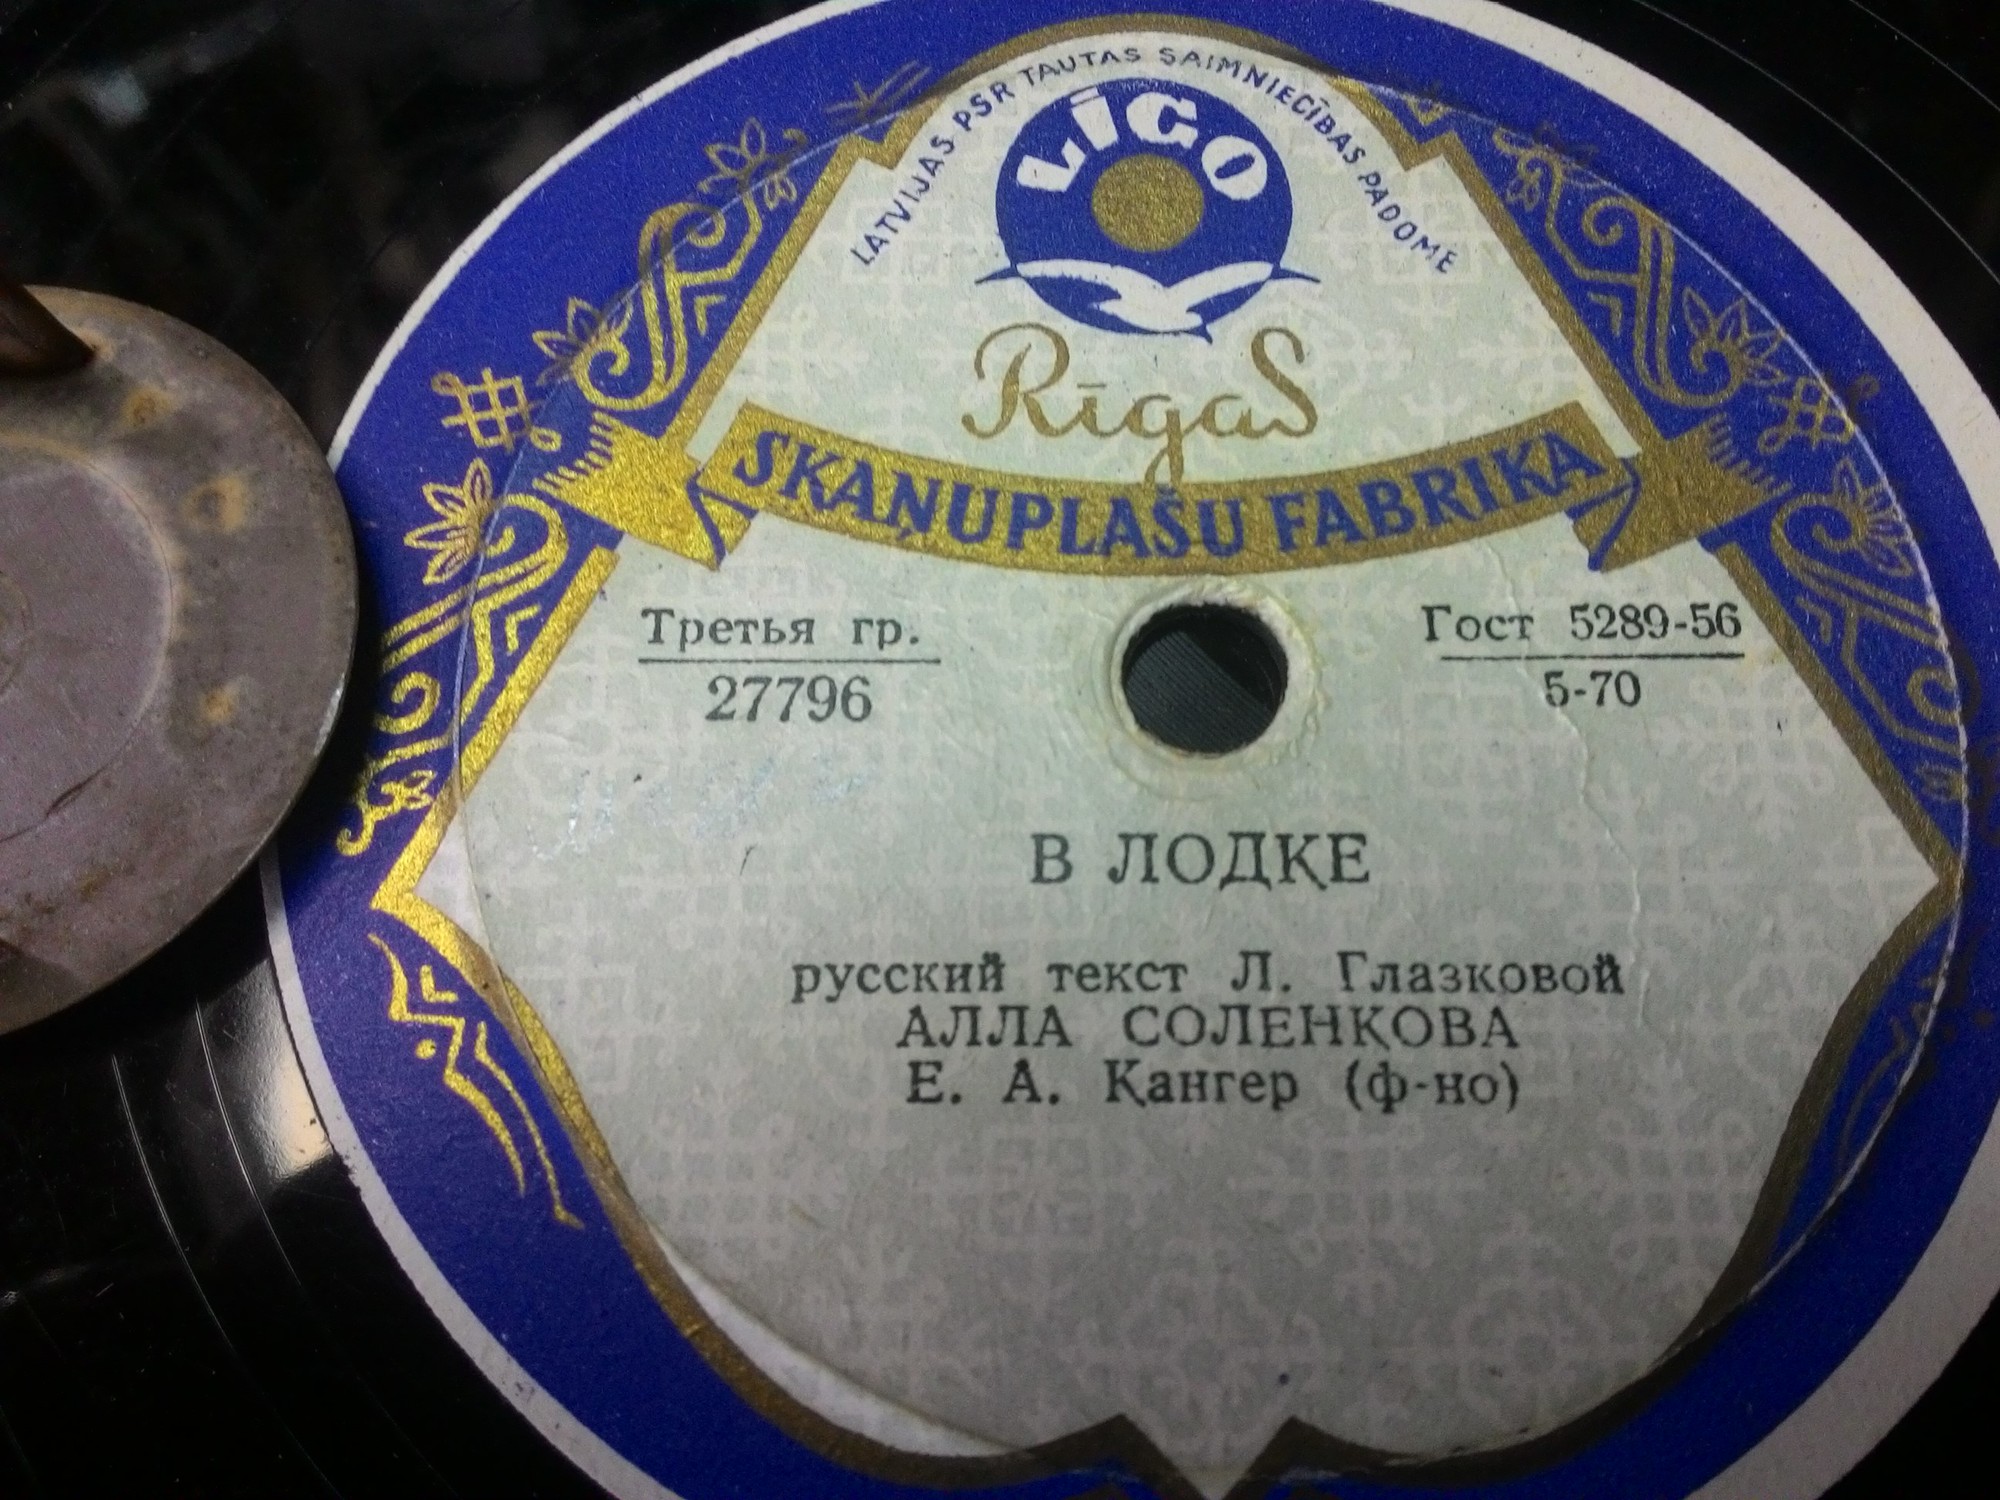 LATVIJAS PSR TAUTAS SAIMNIECĪBAS PADOME
LĪGO
Rīgas
SKAŅUPLAŠU FABRIKA
Третья гр.
27796
Гост 5289-56
5-70
В ЛОДКЕ
русский текст Л. Глазковой
АЛЛА СОЛЕНКОВА
Е. А. Кангер (ф-но)